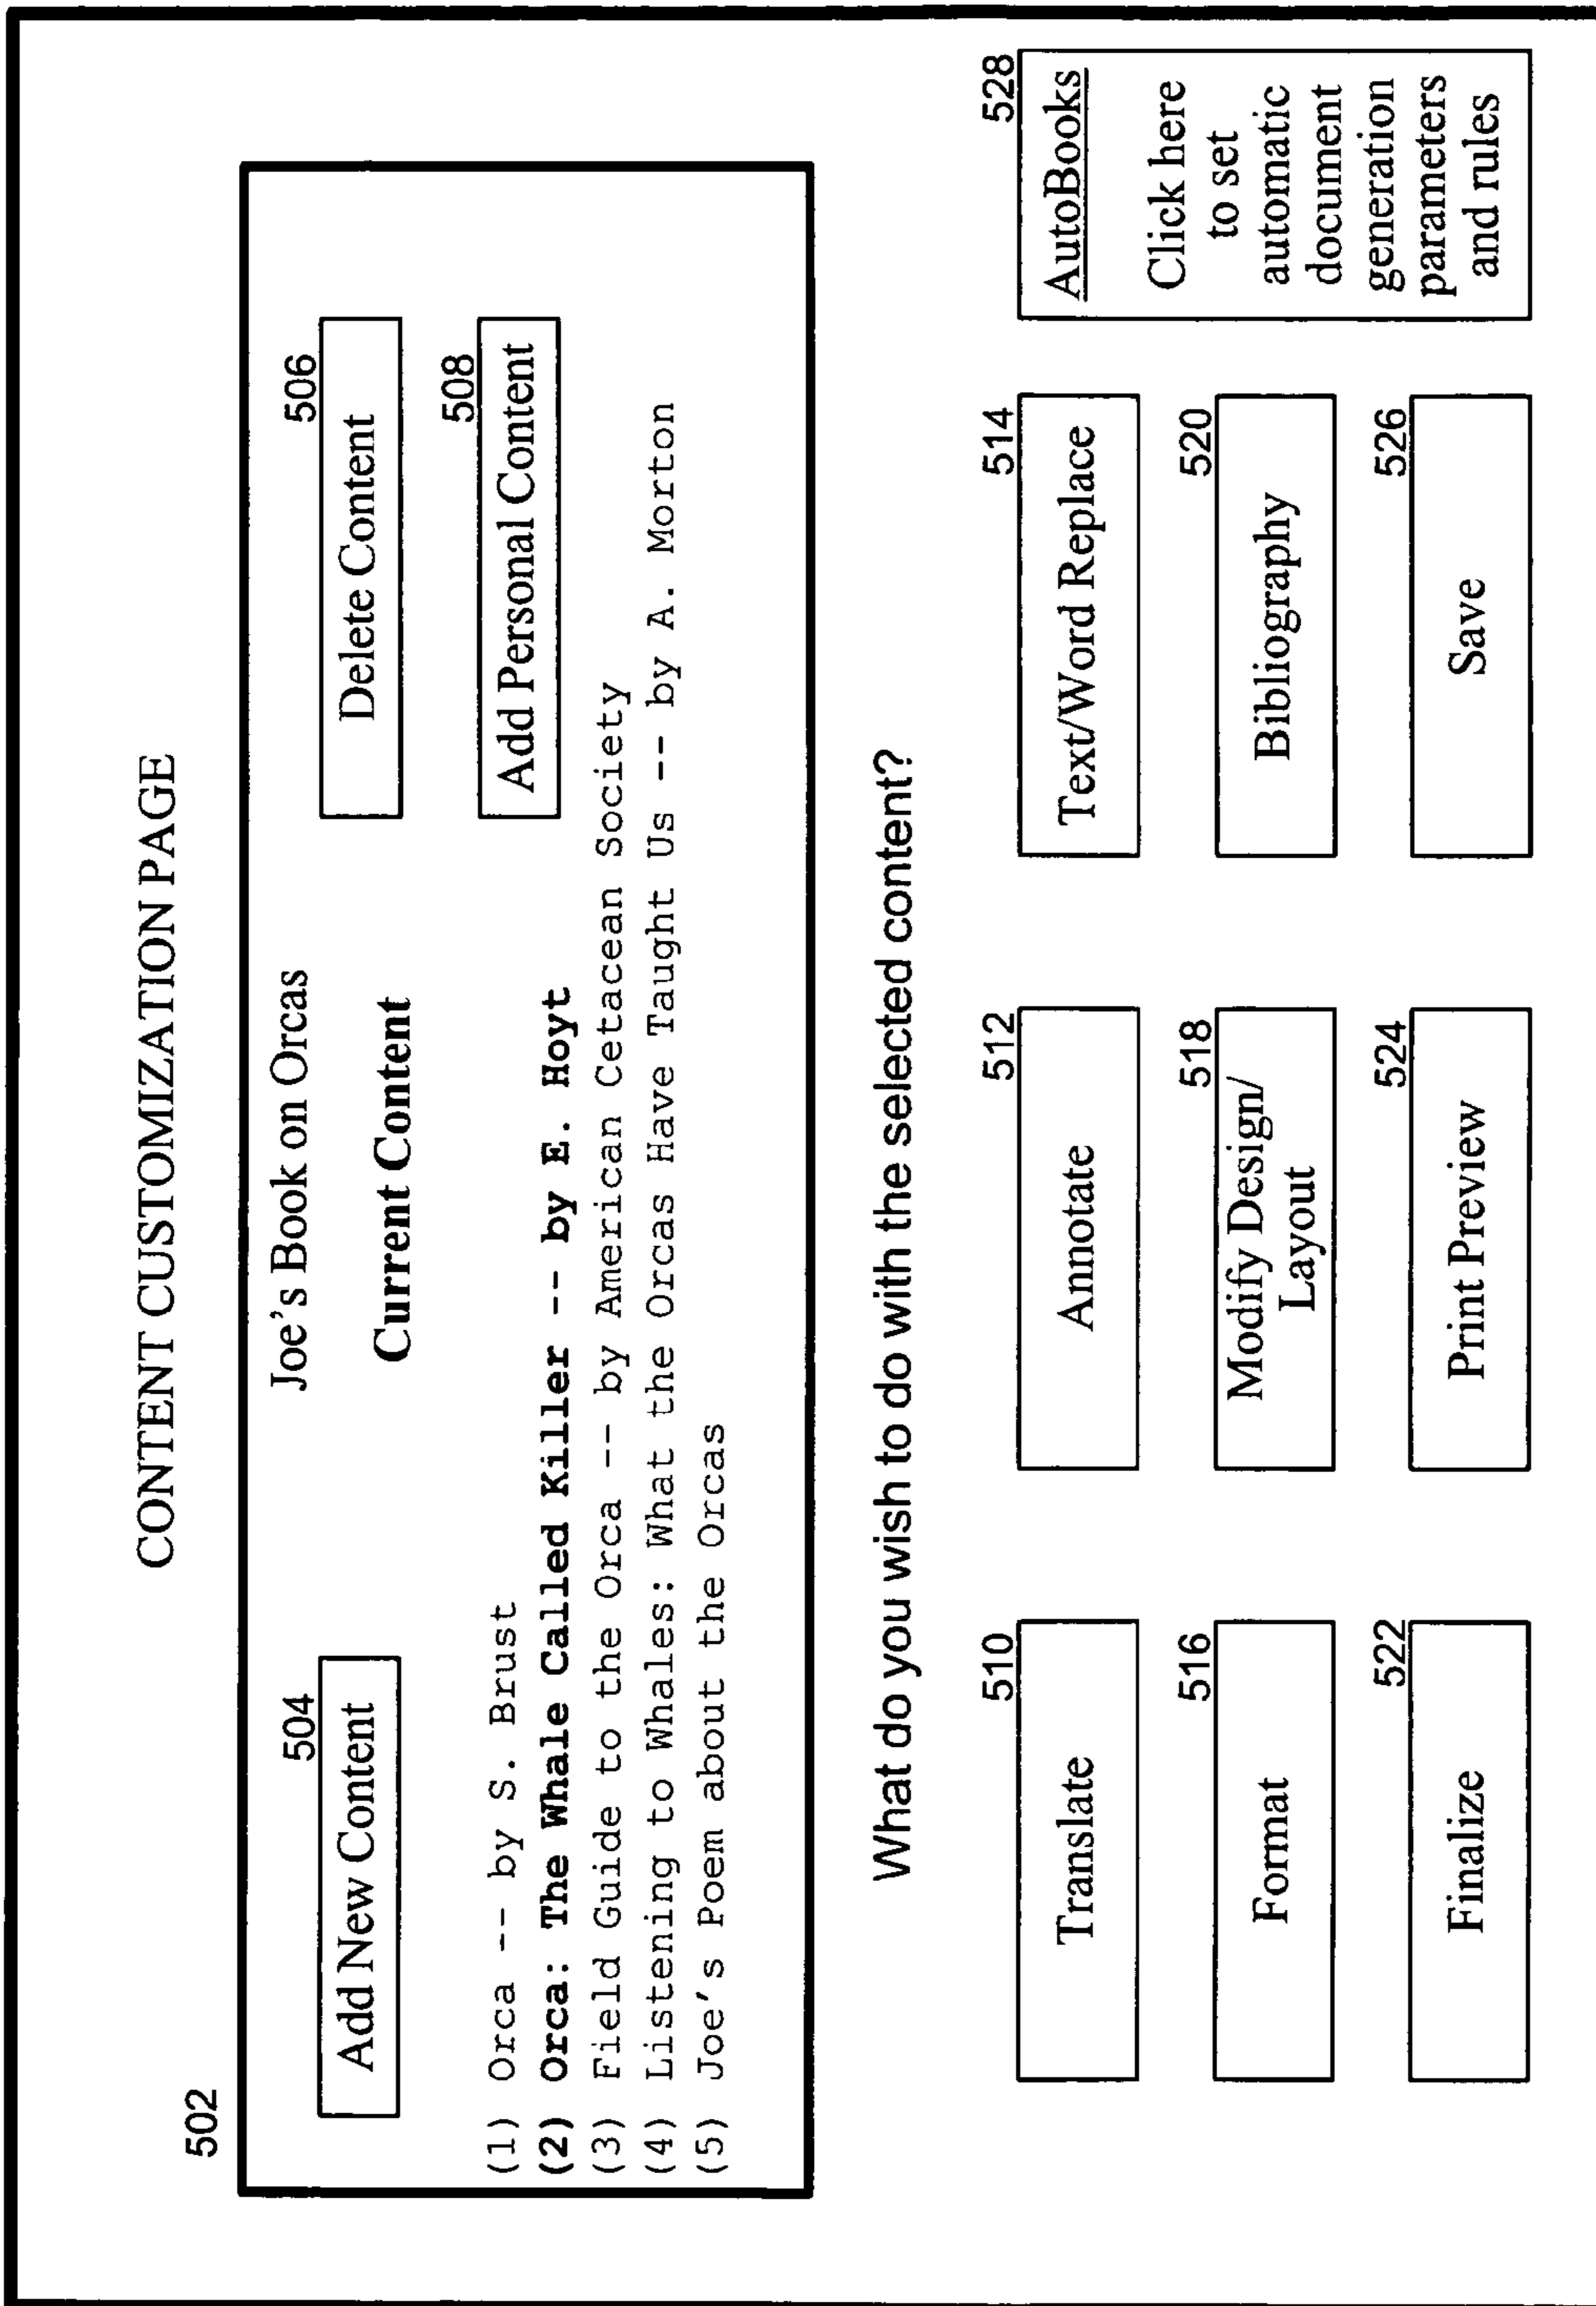 CONTENT CUSTOMIZATION PAGE
502
Joe's Book on Orcas
504
Add New Content
Current Content
506
Delete Content
508
Add Personal Content
(1) Orca -- by S. Brust
(2) Orca: The Whale Called Killer -- by E. Hoyt
(3) Field Guide to the Orca -- by American Cetacean Society
(4) Listening to Whales: What the Orcas Have Taught Us -- by A. Morton
(5) Joe's Poem about the Orcas
What do you wish to do with the selected content?
510
Translate
512
Annotate
514
Text/Word Replace
516
Format
518
Modify Design/
Layout
520
Bibliography
522
Finalize
524
Print Preview
526
Save
528
AutoBooks
Click here
to set
automatic
document
generation
parameters
and rules